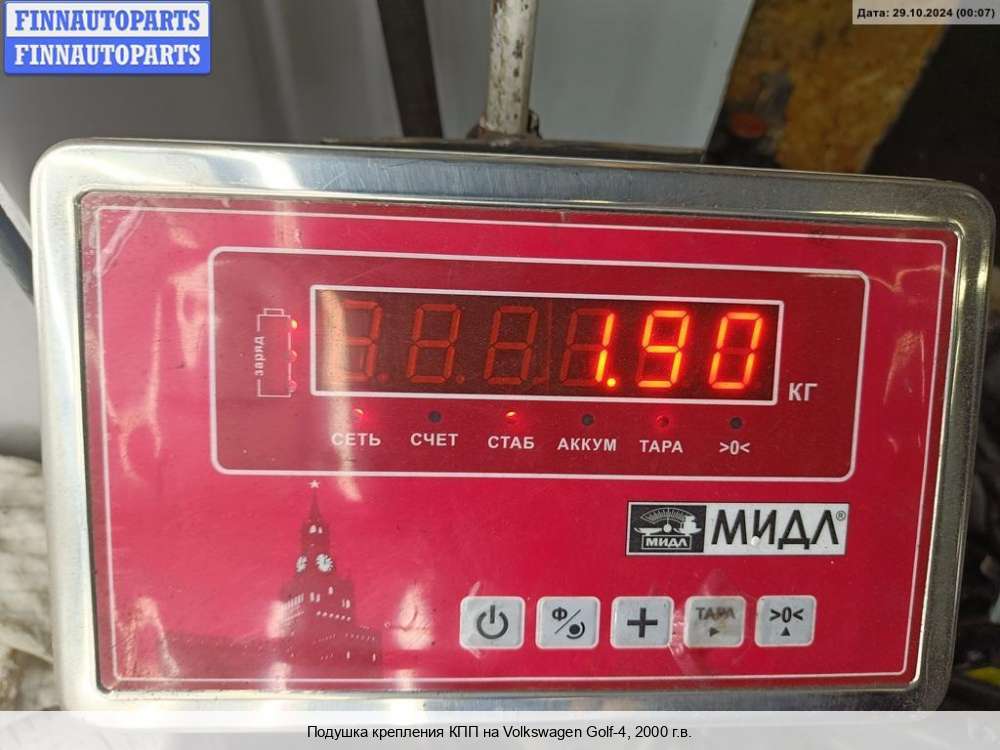 FINNAUTOPARTS
FINNAUTOPARTS
Дата: 29.10.2024 (00:07)
заряд
1.90
КГ
СЕТЬ СЧЕТ СТАБ АККУМ ТАРА >0<
МИДЛ МИДЛ®
Ф ТАРА >0<
Подушка крепления КПП на Volkswagen Golf-4, 2000 г.в.